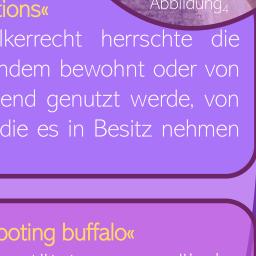 tions«
Abbildung 4
lkerrecht herrschte die
ndem bewohnt oder von
end genutzt werde, von
die es in Besitz nehmen
ooting buffalo«